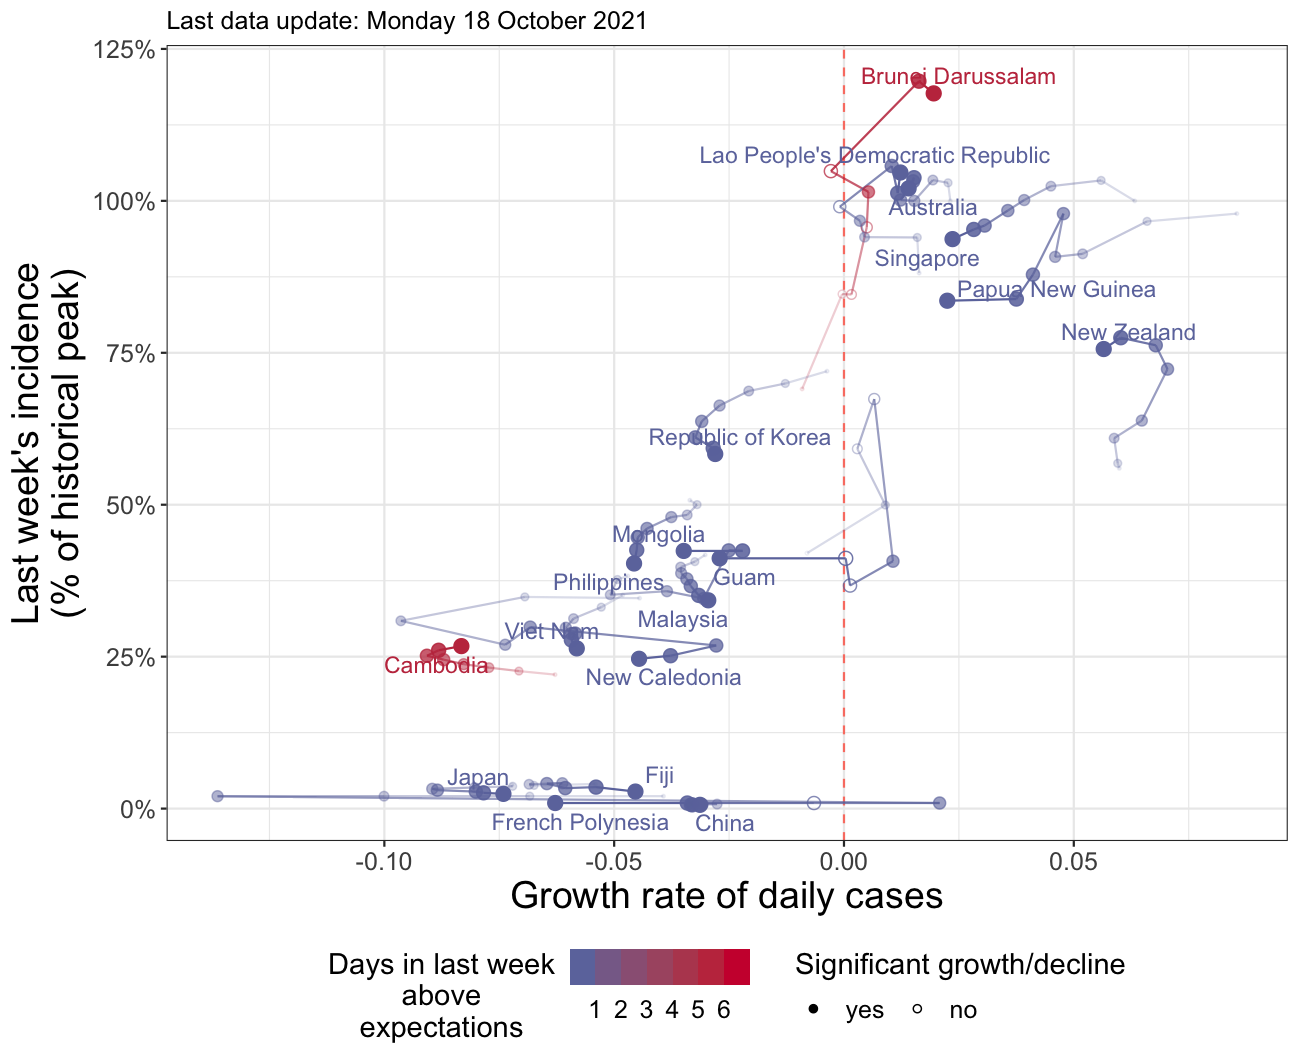 Last data update: Monday 18 October 2021
125%
100%
75%
50%
25%
0%
Last week's incidence
(% of historical peak)
Brunei Darussalam
Lao People's Democratic Republic
Australia
Singapore
Papua New Guinea
New Zealand
Republic of Korea
Mongolia
Philippines
Guam
Malaysia
Viet Nam
Cambodia
New Caledonia
Japan
Fiji
French Polynesia
China
-0.10
-0.05
0.00
0.05
Growth rate of daily cases
Days in last week
above
expectations
1 2 3 4 5 6
Significant growth/decline
yes
no